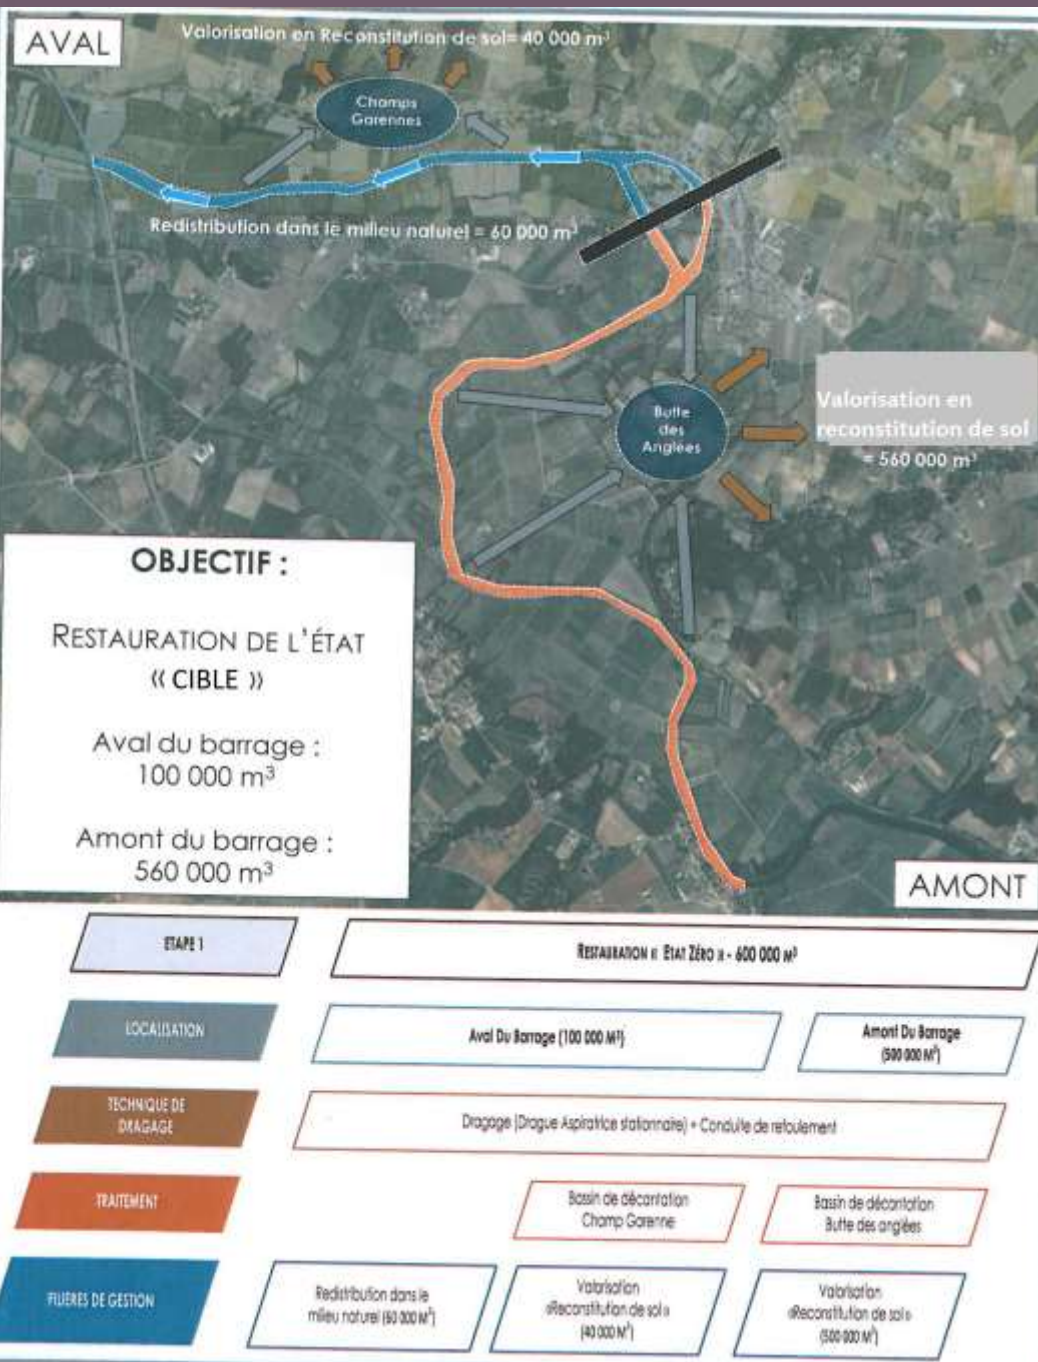 AVAL
Valorisation en Reconstitution de sol= 40 000 m³
Champs
Garennes
Redistribution dans le milieu naturel = 60 000 m³
Butte
des
Anglées
Valorisation en
reconstitution de sol
= 560 000 m³
OBJECTIF :
RESTAURATION DE L'ÉTAT
« CIBLE »
Aval du barrage :
100 000 m³
Amont du barrage :
560 000 m³
AMONT
ETAPE 1
RESTAURATION « ETAT ZÉRO » - 600 000 M³
LOCALISATION
Aval Du Barrage (100 000 M³)
Amont Du Barrage
(500 000 M³)
TECHNIQUE DE
DRAGAGE
Dragage (Drague Aspiratrice stationnaire) + Conduite de refoulement
TRAITEMENT
Bassin de décantation
Champ Garenne
Bassin de décantation
Butte des anglées
FILIÈRES DE GESTION
Redistribution dans le
milieu naturel (60 000 M³)
Valorisation
«Reconstitution de sol»
(40 000 M³)
Valorisation
«Reconstitution de sol»
(500 000 M³)